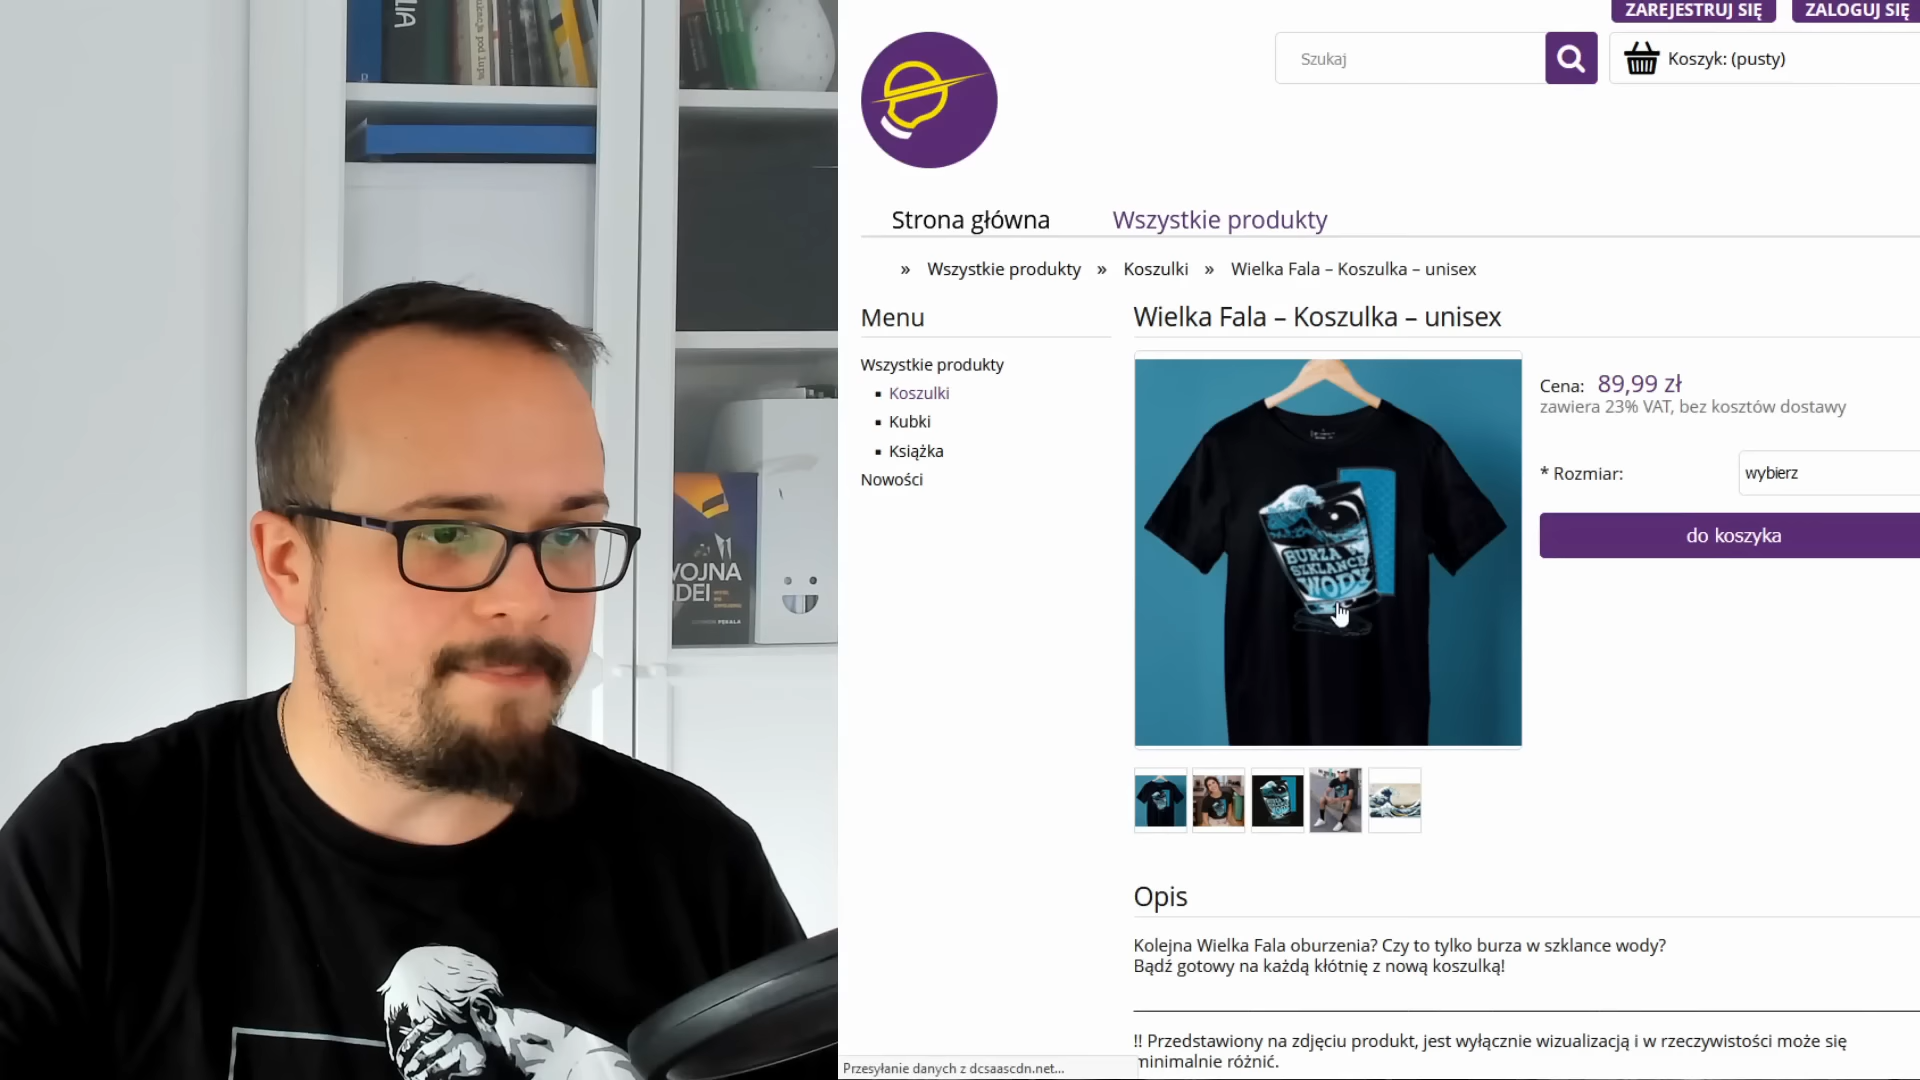 LIA
ukacja pod lupą
WOJNA
IDEI
ZAREJESTRUJ SIĘ
ZALOGUJ SIĘ
Szukaj
Koszyk: (pusty)
Strona główna
Wszystkie produkty
» Wszystkie produkty » Koszulki » Wielka Fala – Koszulka – unisex
Menu
Wszystkie produkty
Koszulki
Kubki
Książka
Nowości
Wielka Fala – Koszulka – unisex
BURZA W
SZKLANCE
WODY
Cena: 89,99 zł
zawiera 23% VAT, bez kosztów dostawy
* Rozmiar:
wybierz
do koszyka
Opis
Kolejna Wielka Fala oburzenia? Czy to tylko burza w szklance wody?
Bądź gotowy na każdą kłótnię z nową koszulką!
!! Przedstawiony na zdjęciu produkt, jest wyłącznie wizualizacją i w rzeczywistości może się
minimalnie różnić.
Przesyłanie danych z dcsaascdn.net...